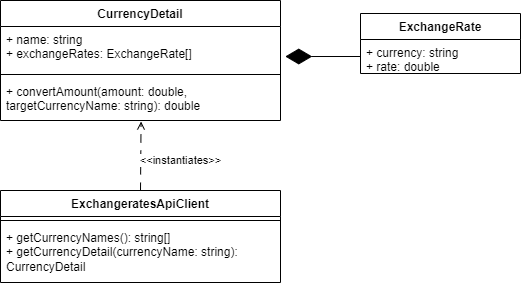 CurrencyDetail
+ name: string
+ exchangeRates: ExchangeRate[]
+ convertAmount(amount: double,
targetCurrencyName: string): double
ExchangeRate
+ currency: string
+ rate: double
<<instantiates>>
ExchangeratesApiClient
+ getCurrencyNames(): string[]
+ getCurrencyDetail(currencyName: string):
CurrencyDetail